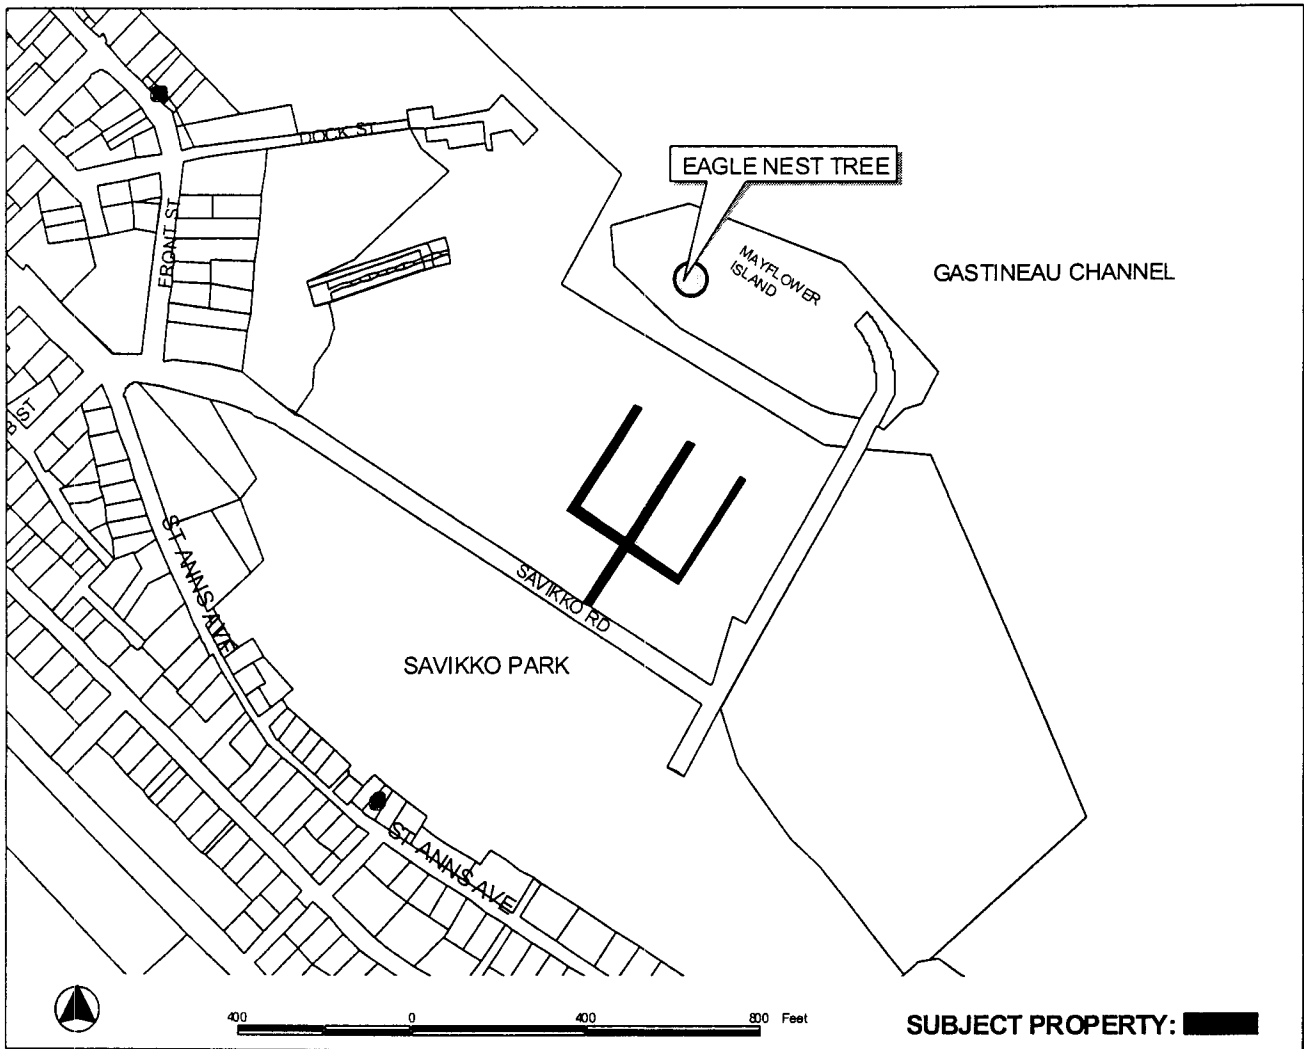 DOCK ST
EAGLE NEST TREE
FRONT ST
MAYFLOWER
ISLAND
GASTINEAU CHANNEL
B ST
ST ANNS AVE
SAVIKKO RD
SAVIKKO PARK
ST ANNS AVE
400 0 400 800 Feet
SUBJECT PROPERTY: